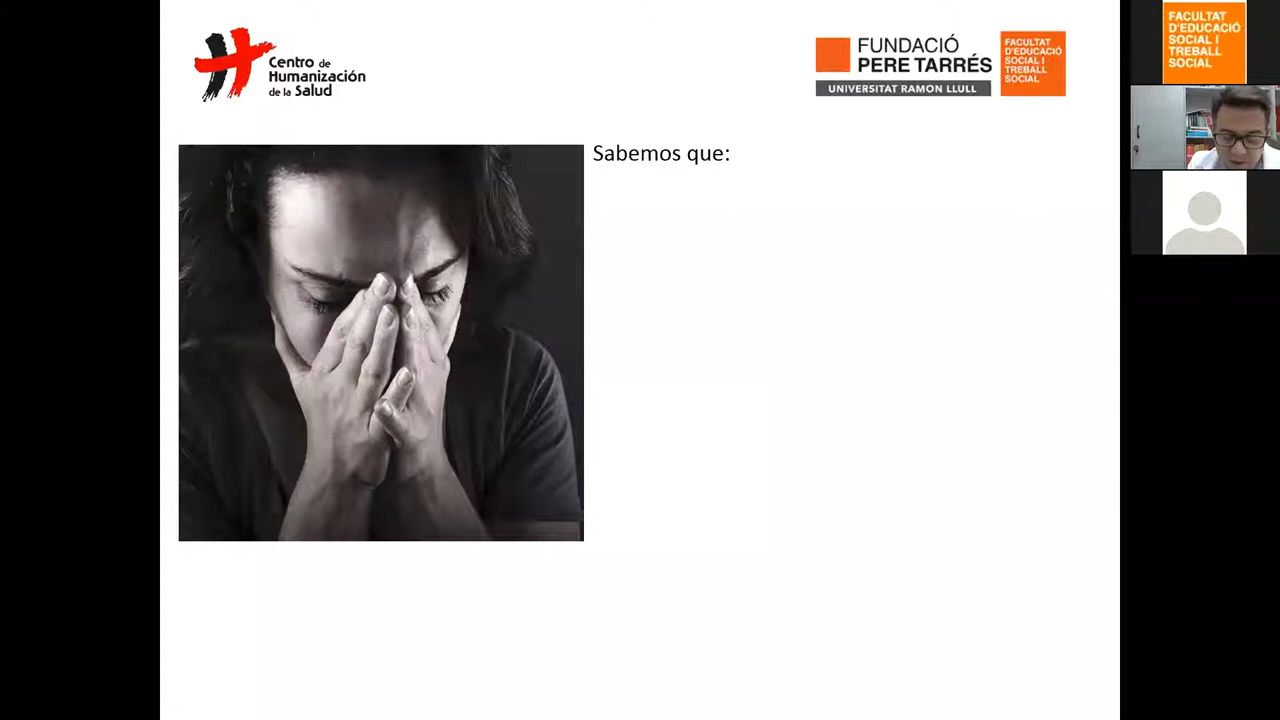 Centro de
Humanización
de la Salud
FUNDACIÓ
PERE TARRÉS
UNIVERSITAT RAMON LLULL
FACULTAT
D'EDUCACIÓ
SOCIAL I
TREBALL
SOCIAL
Sabemos que:
FACULTAT
D'EDUCACIÓ
SOCIAL I
TREBALL
SOCIAL